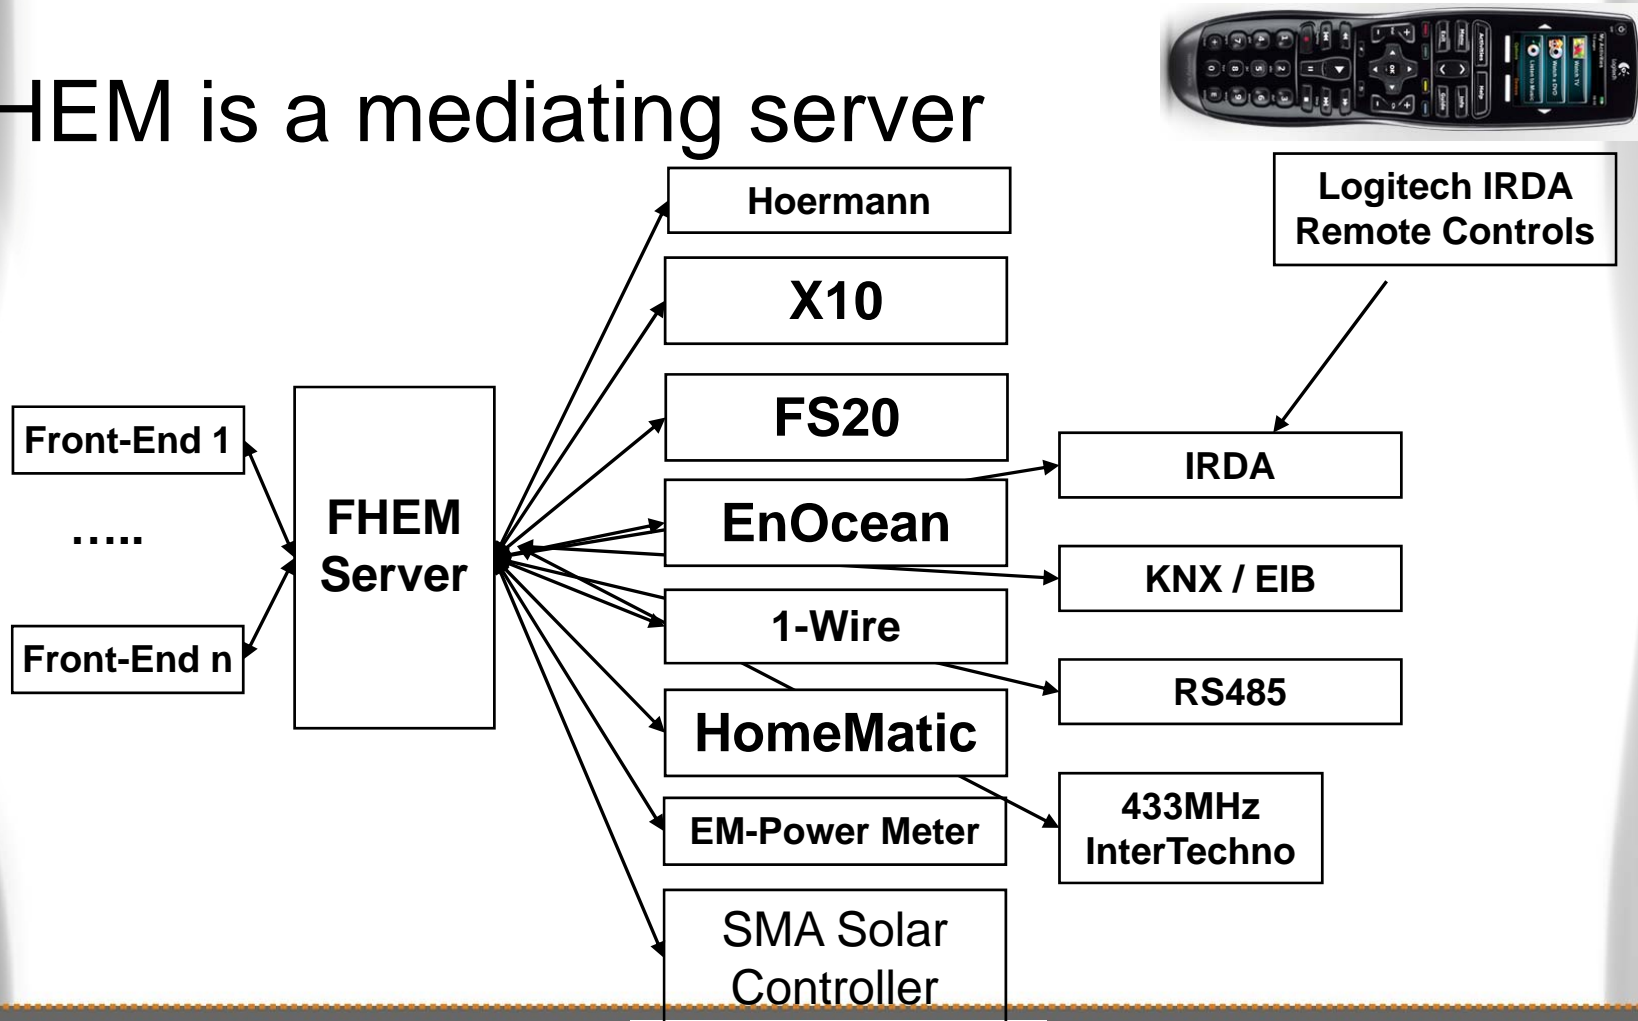 HEM is a mediating server
Hoermann
Logitech IRDA
Remote Controls
X10
FS20
Front-End 1
IRDA
FHEM
Server
EnOcean
.....
KNX / EIB
1-Wire
Front-End n
RS485
HomeMatic
433MHz
InterTechno
EM-Power Meter
SMA Solar
Controller